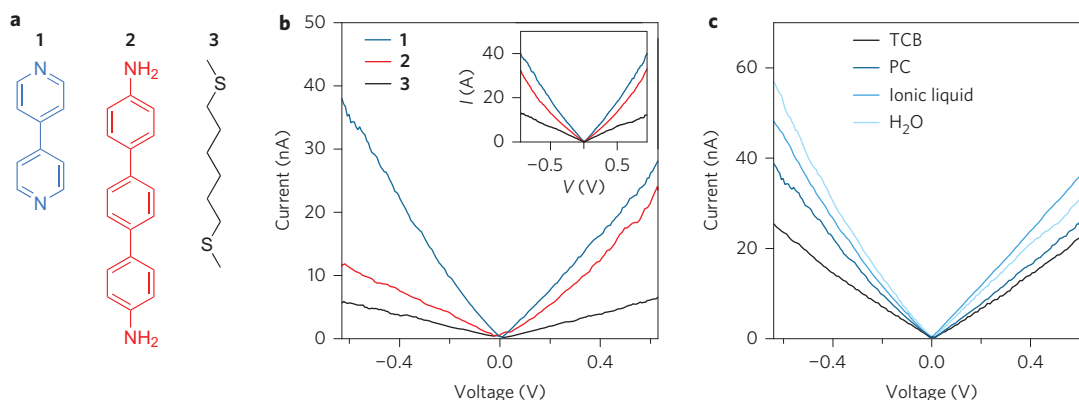 a
1
2
3
N
N
NH2
NH2
S
S
b
50
40
30
20
10
0
−0.4
0.0
0.4
Current (nA)
Voltage (V)
1
2
3
40
20
0
−0.5
0.5
I (A)
V (V)
c
60
40
20
0
−0.4
0.0
0.4
Current (nA)
Voltage (V)
TCB
PC
Ionic liquid
H2O